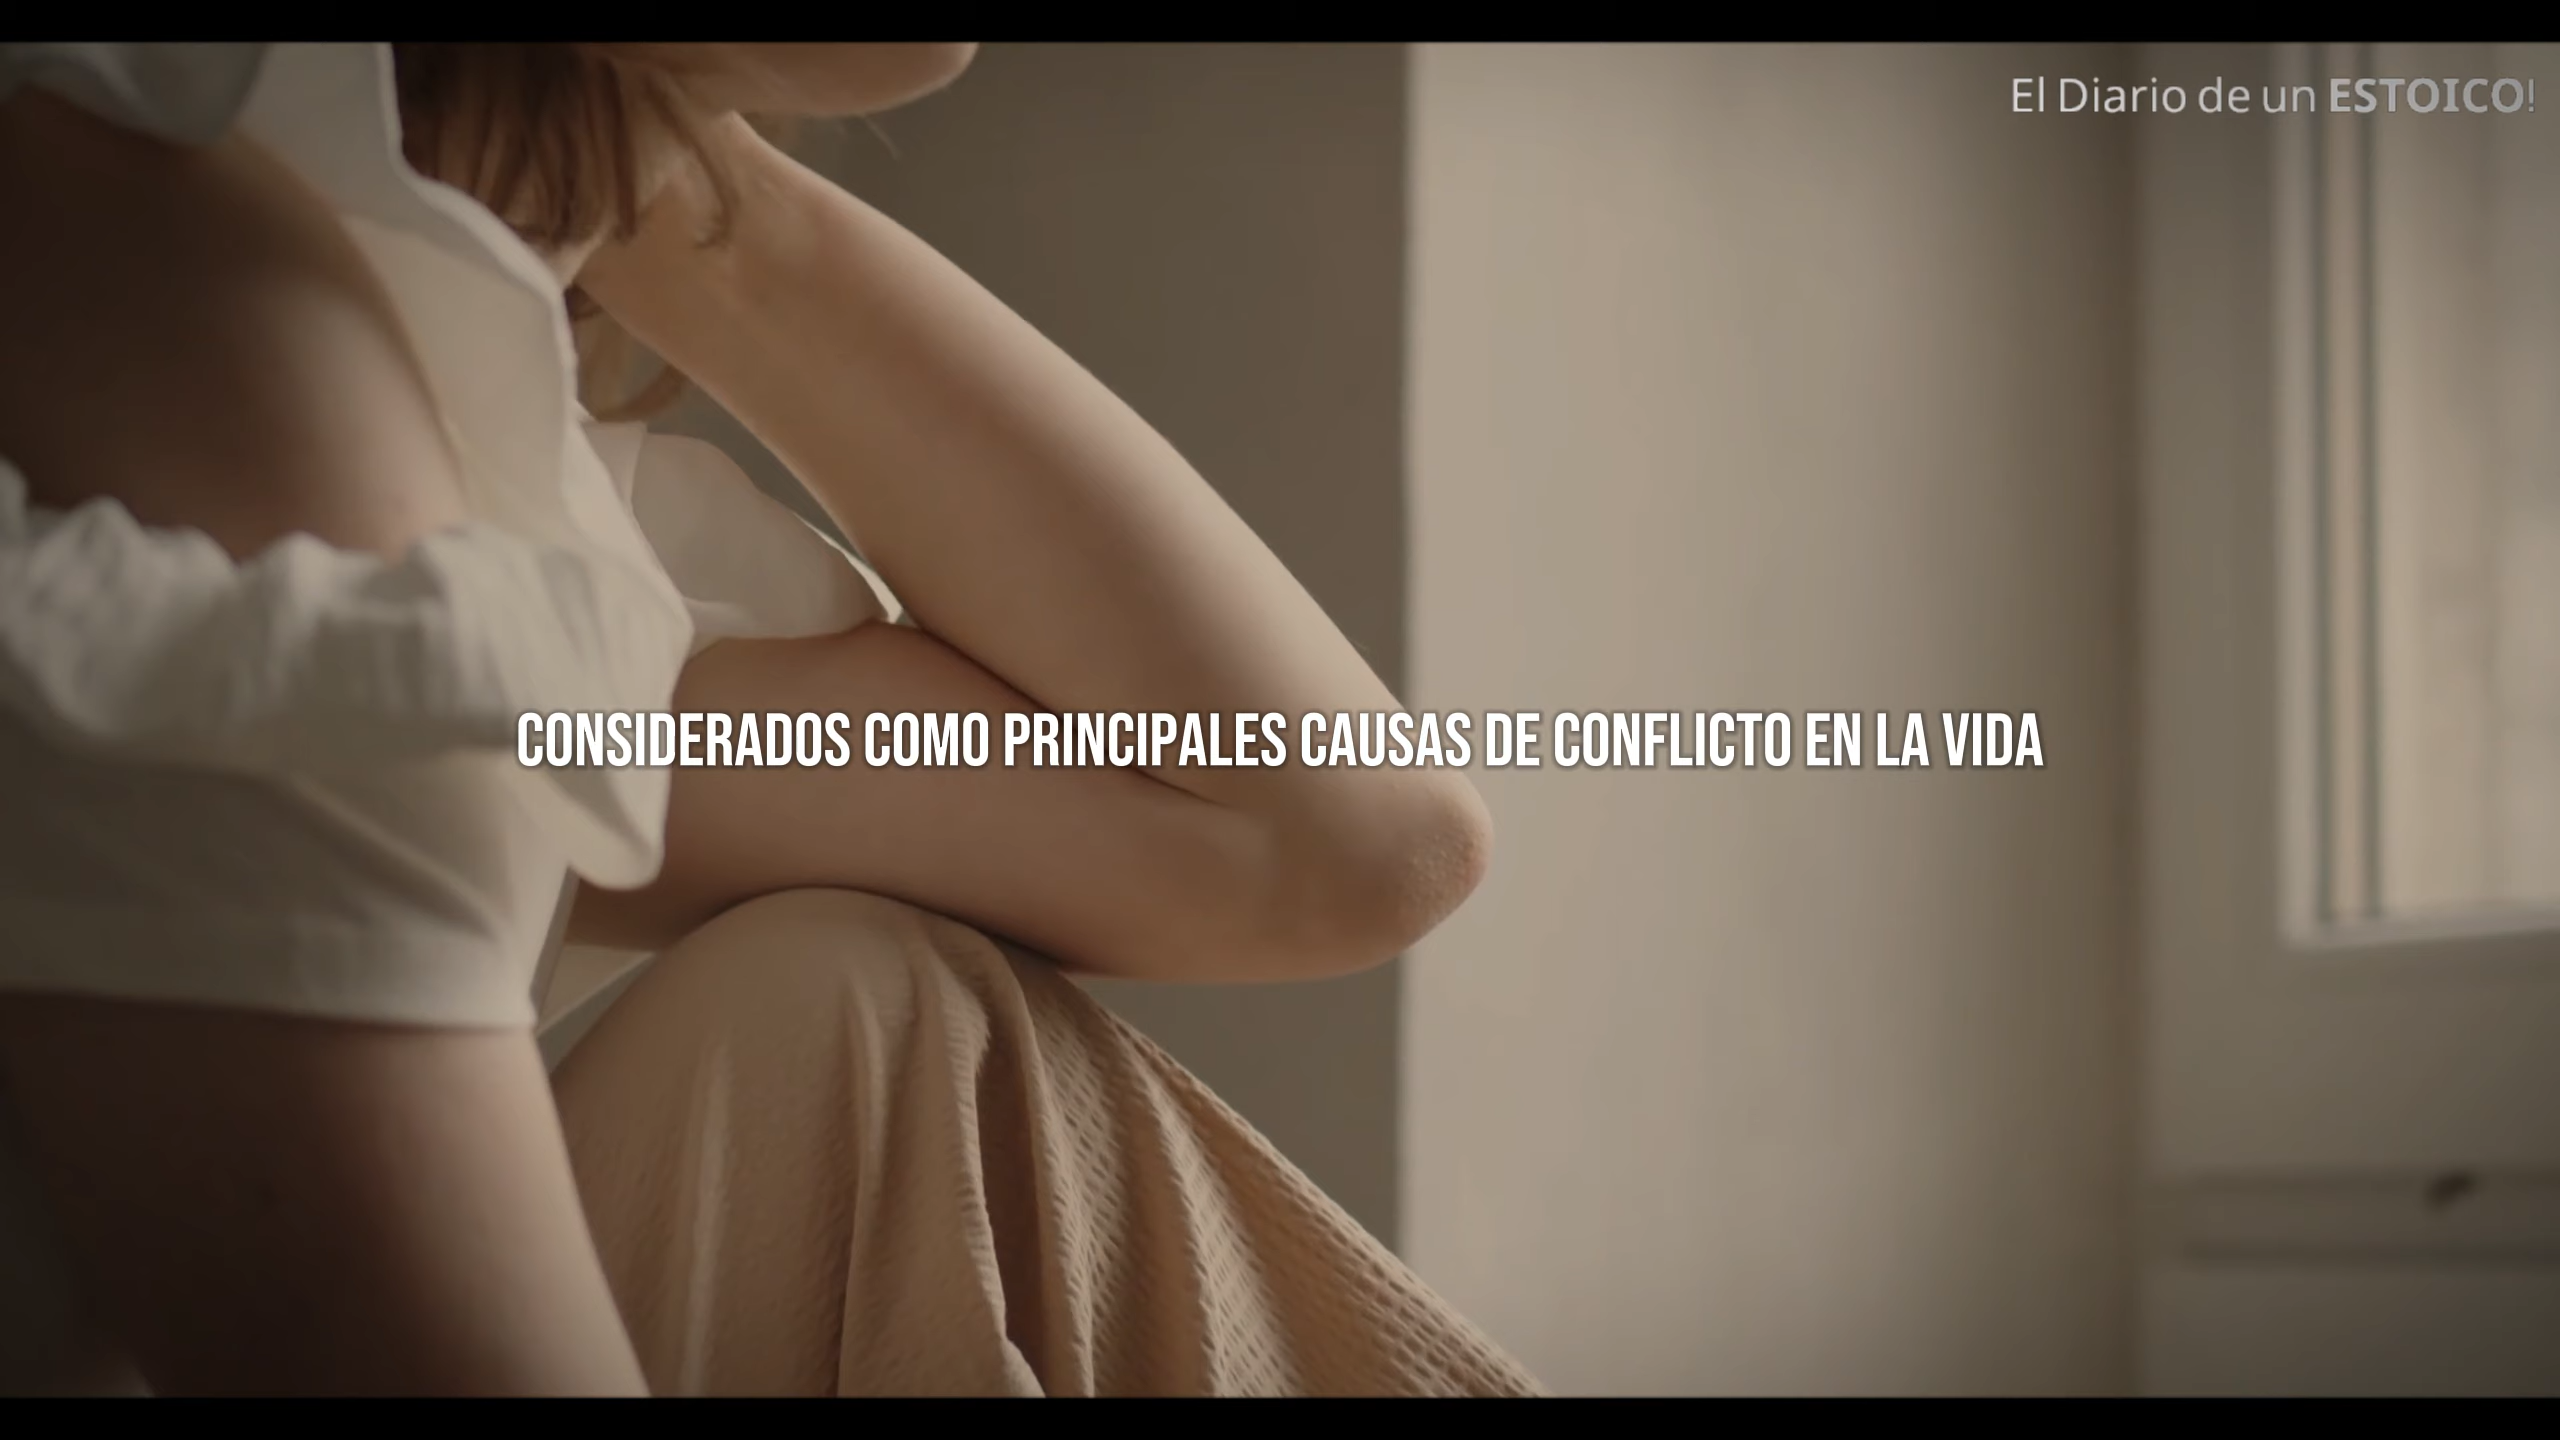 El Diario de un ESTOICO!
CONSIDERADOS COMO PRINCIPALES CAUSAS DE CONFLICTO EN LA VIDA